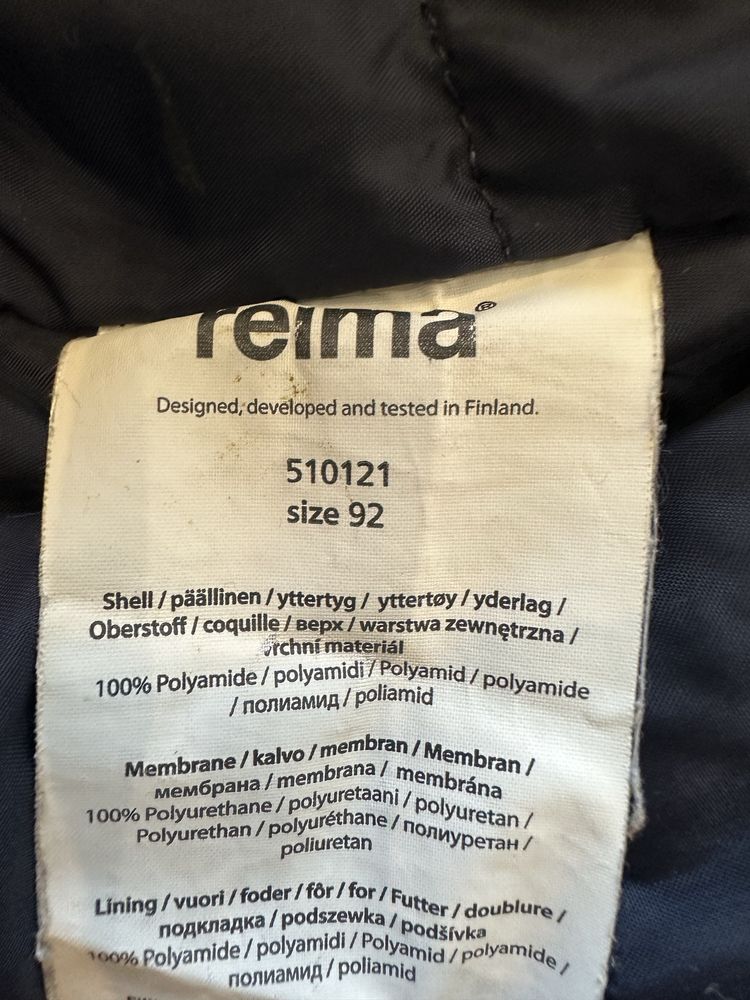 reima®
Designed, developed and tested in Finland.
510121
size 92
Shell / päällinen / yttertyg / yttertøy / yderlag /
Oberstoff / coquille / верх / warstwa zewnętrzna /
vrchní materiál
100% Polyamide / polyamidi / Polyamid / polyamide
/ полиамид / poliamid
Membrane / kalvo / membran / Membran /
мембрана / membrana / membrána
100% Polyurethane / polyuretaani / polyuretan /
Polyurethan / polyuréthane / полиуретан /
poliuretan
Lining / vuori / foder / fôr / for / Futter / doublure /
подкладка / podszewka / podšívka
100% Polyamide / polyamidi / Polyamid / polyamide /
полиамид / poliamid